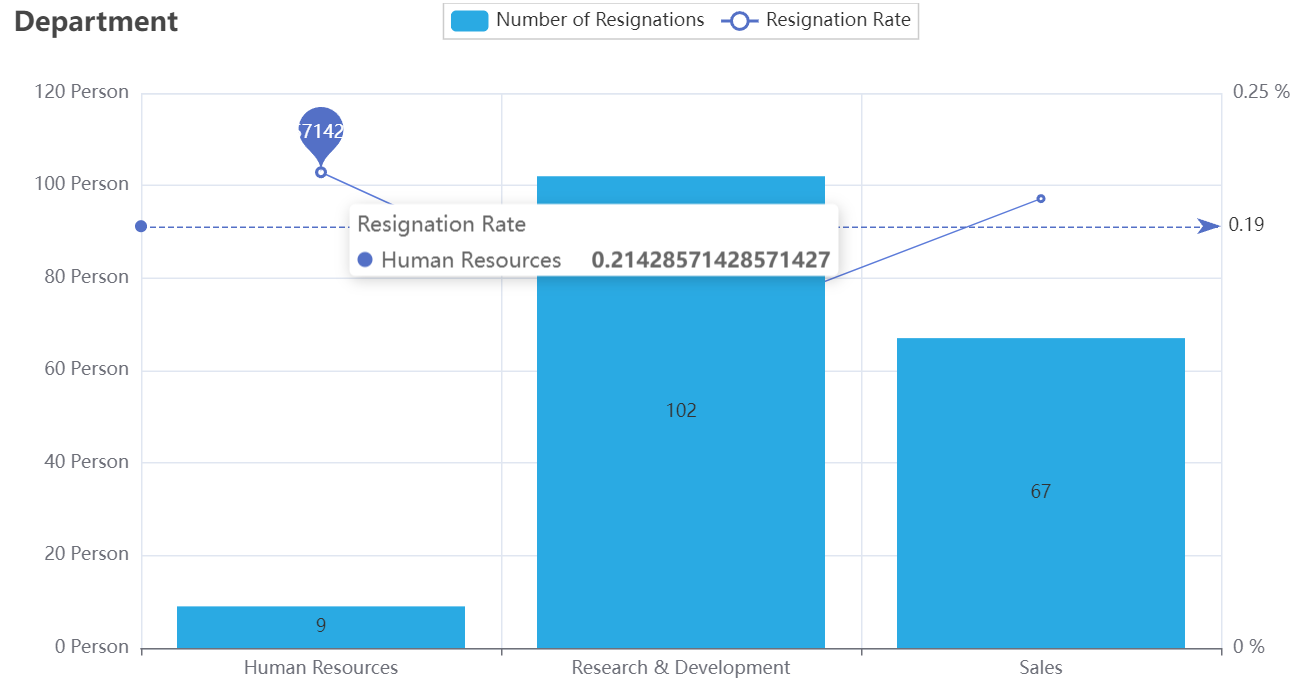 Department
Number of Resignations
Resignation Rate
120 Person
100 Person
80 Person
60 Person
40 Person
20 Person
0 Person
0.25 %
0.19
0 %
57142
Resignation Rate
Human Resources 0.21428571428571427
102
67
9
Human Resources
Research & Development
Sales